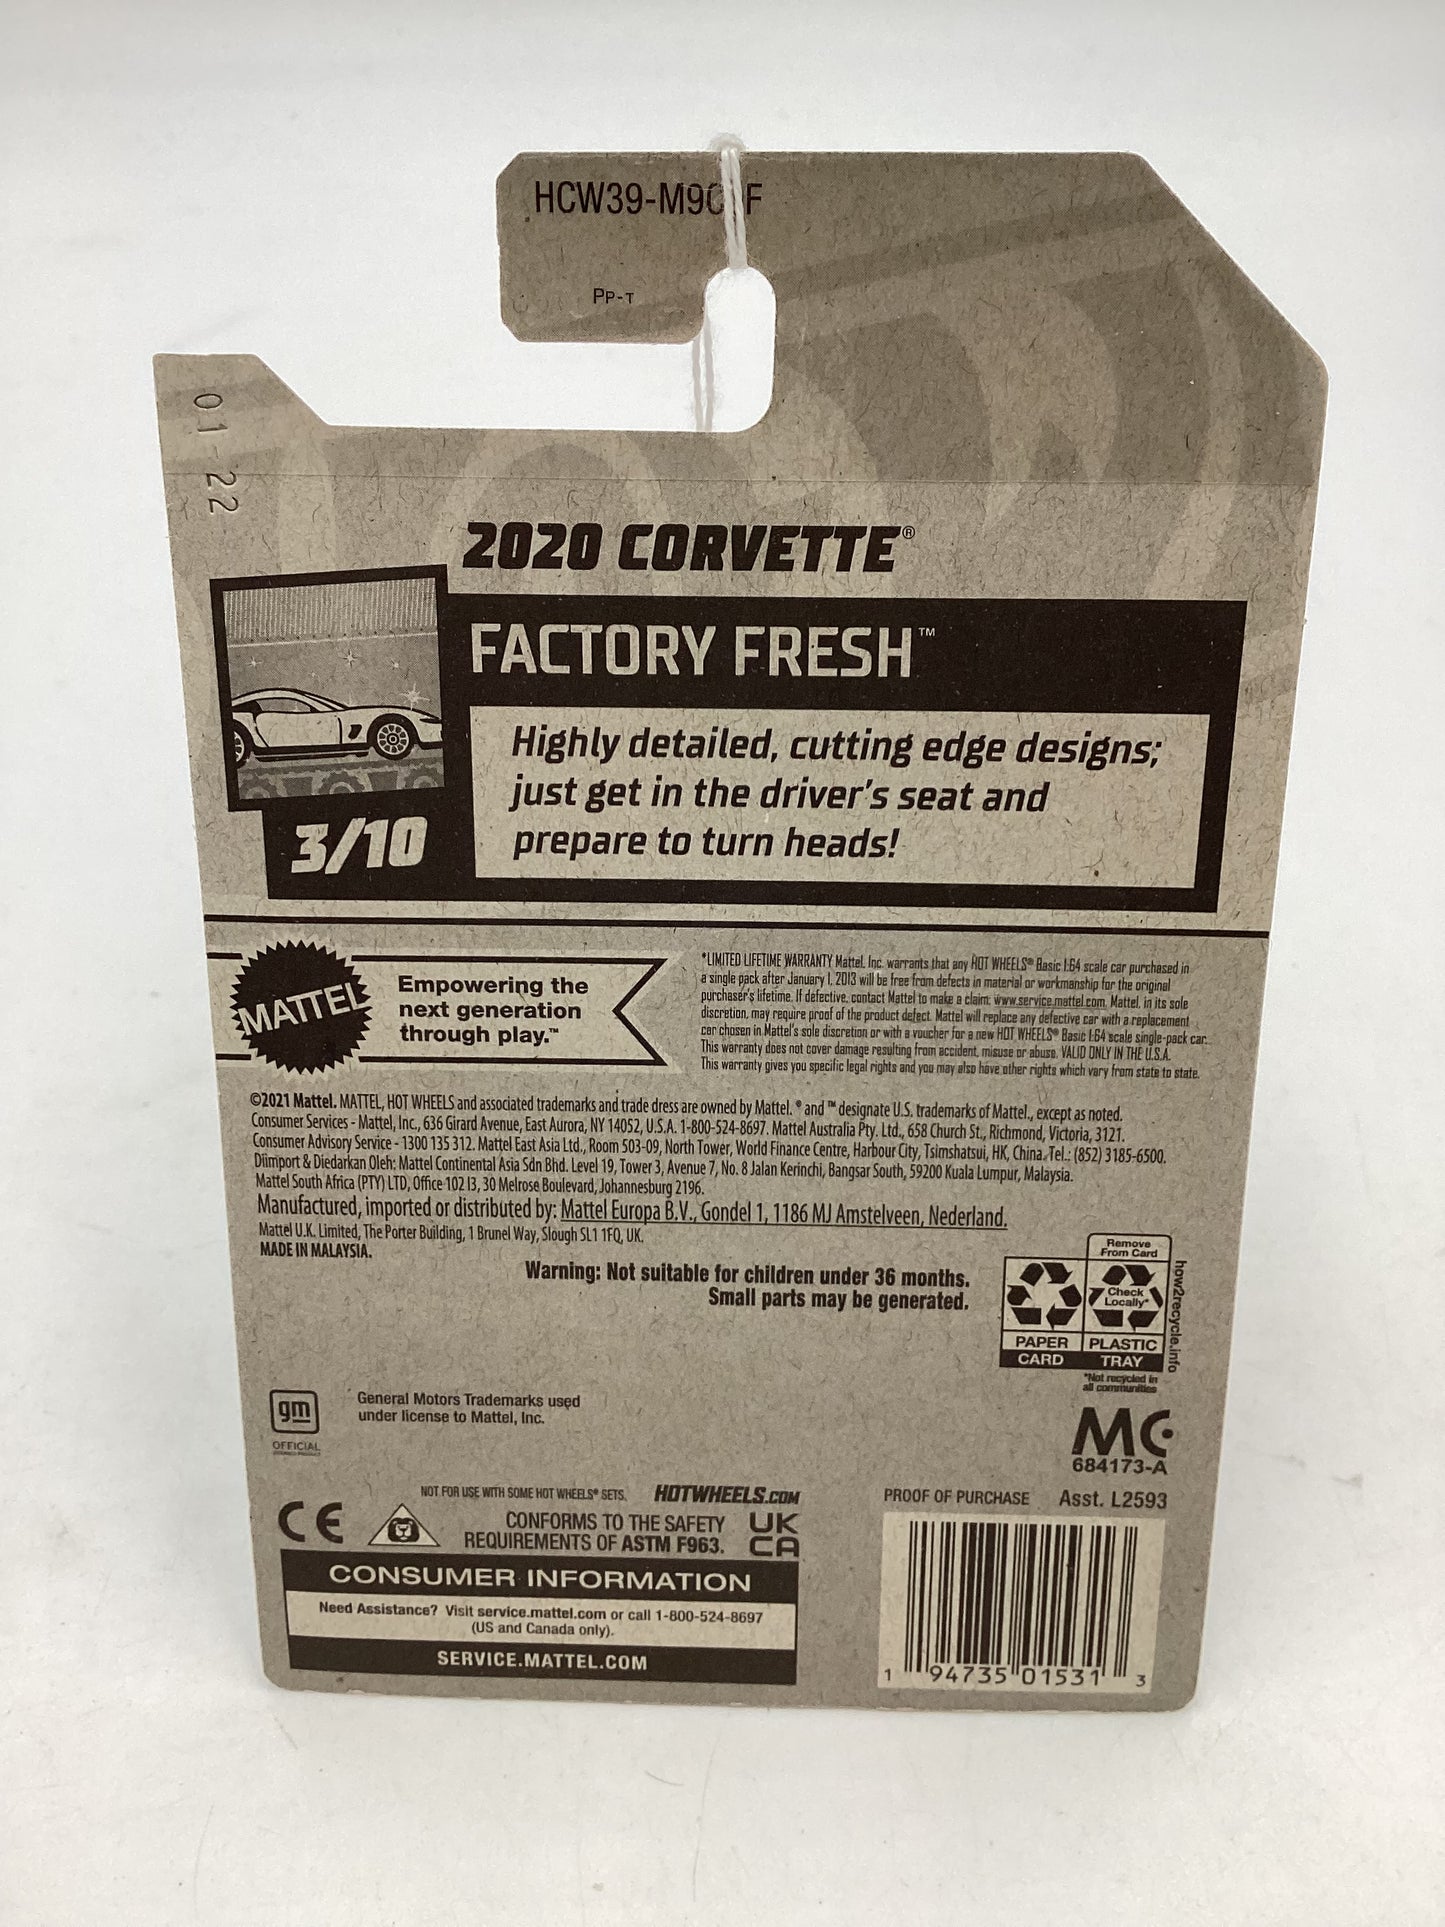 HCW39-M9C F
PP-T
01-22
2020 CORVETTE®
FACTORY FRESH™
Highly detailed, cutting edge designs;
just get in the driver's seat and
prepare to turn heads!
3/10
MATTEL
Empowering the
next generation
through play.™
*LIMITED LIFETIME WARRANTY Mattel, Inc. warrants that any HOT WHEELS® Basic 1:64 scale car purchased in
a single pack after January 1, 2013 will be free from defects in material or workmanship for the original
purchaser's lifetime. If defective, contact Mattel to make a claim: www.service.mattel.com. Mattel, in its sole
discretion, may require proof of the product defect. Mattel will replace any defective car with a replacement
car chosen in Mattel's sole discretion or with a voucher for a new HOT WHEELS® Basic 1:64 scale single-pack car.
This warranty does not cover damage resulting from accident, misuse or abuse. VALID ONLY IN THE U.S.A.
This warranty gives you specific legal rights and you may also have other rights which vary from state to state.
©2021 Mattel. MATTEL, HOT WHEELS and associated trademarks and trade dress are owned by Mattel. ® and ™ designate U.S. trademarks of Mattel., except as noted.
Consumer Services - Mattel, Inc., 636 Girard Avenue, East Aurora, NY 14052, U.S.A. 1-800-524-8697. Mattel Australia Pty. Ltd., 658 Church St., Richmond, Victoria, 3121.
Consumer Advisory Service - 1300 135 312. Mattel East Asia Ltd., Room 503-09, North Tower, World Finance Centre, Harbour City, Tsimshatsui, HK, China. Tel.: (852) 3185-6500.
Diimport & Diedarkan Oleh: Mattel Continental Asia Sdn Bhd. Level 19, Tower 3, Avenue 7, No. 8 Jalan Kerinchi, Bangsar South, 59200 Kuala Lumpur, Malaysia.
Mattel South Africa (PTY) LTD, Office 102 I3, 30 Melrose Boulevard, Johannesburg 2196.
Manufactured, imported or distributed by: Mattel Europa B.V., Gondel 1, 1186 MJ Amstelveen, Nederland.
Mattel U.K. Limited, The Porter Building, 1 Brunel Way, Slough SL1 1FQ, UK.
MADE IN MALAYSIA.
Warning: Not suitable for children under 36 months.
Small parts may be generated.
Remove
From Card
Check
Locally*
PAPER PLASTIC
CARD TRAY
*Not recycled in
all communities
how2recycle.info
gm
OFFICIAL
General Motors Trademarks used
under license to Mattel, Inc.
MC
684173-A
NOT FOR USE WITH SOME HOT WHEELS® SETS.
HOTWHEELS.COM
PROOF OF PURCHASE Asst. L2593
CE
CONFORMS TO THE SAFETY
REQUIREMENTS OF ASTM F963.
UK
CA
CONSUMER INFORMATION
Need Assistance? Visit service.mattel.com or call 1-800-524-8697
(US and Canada only).
SERVICE.MATTEL.COM
1 94735 01531 3